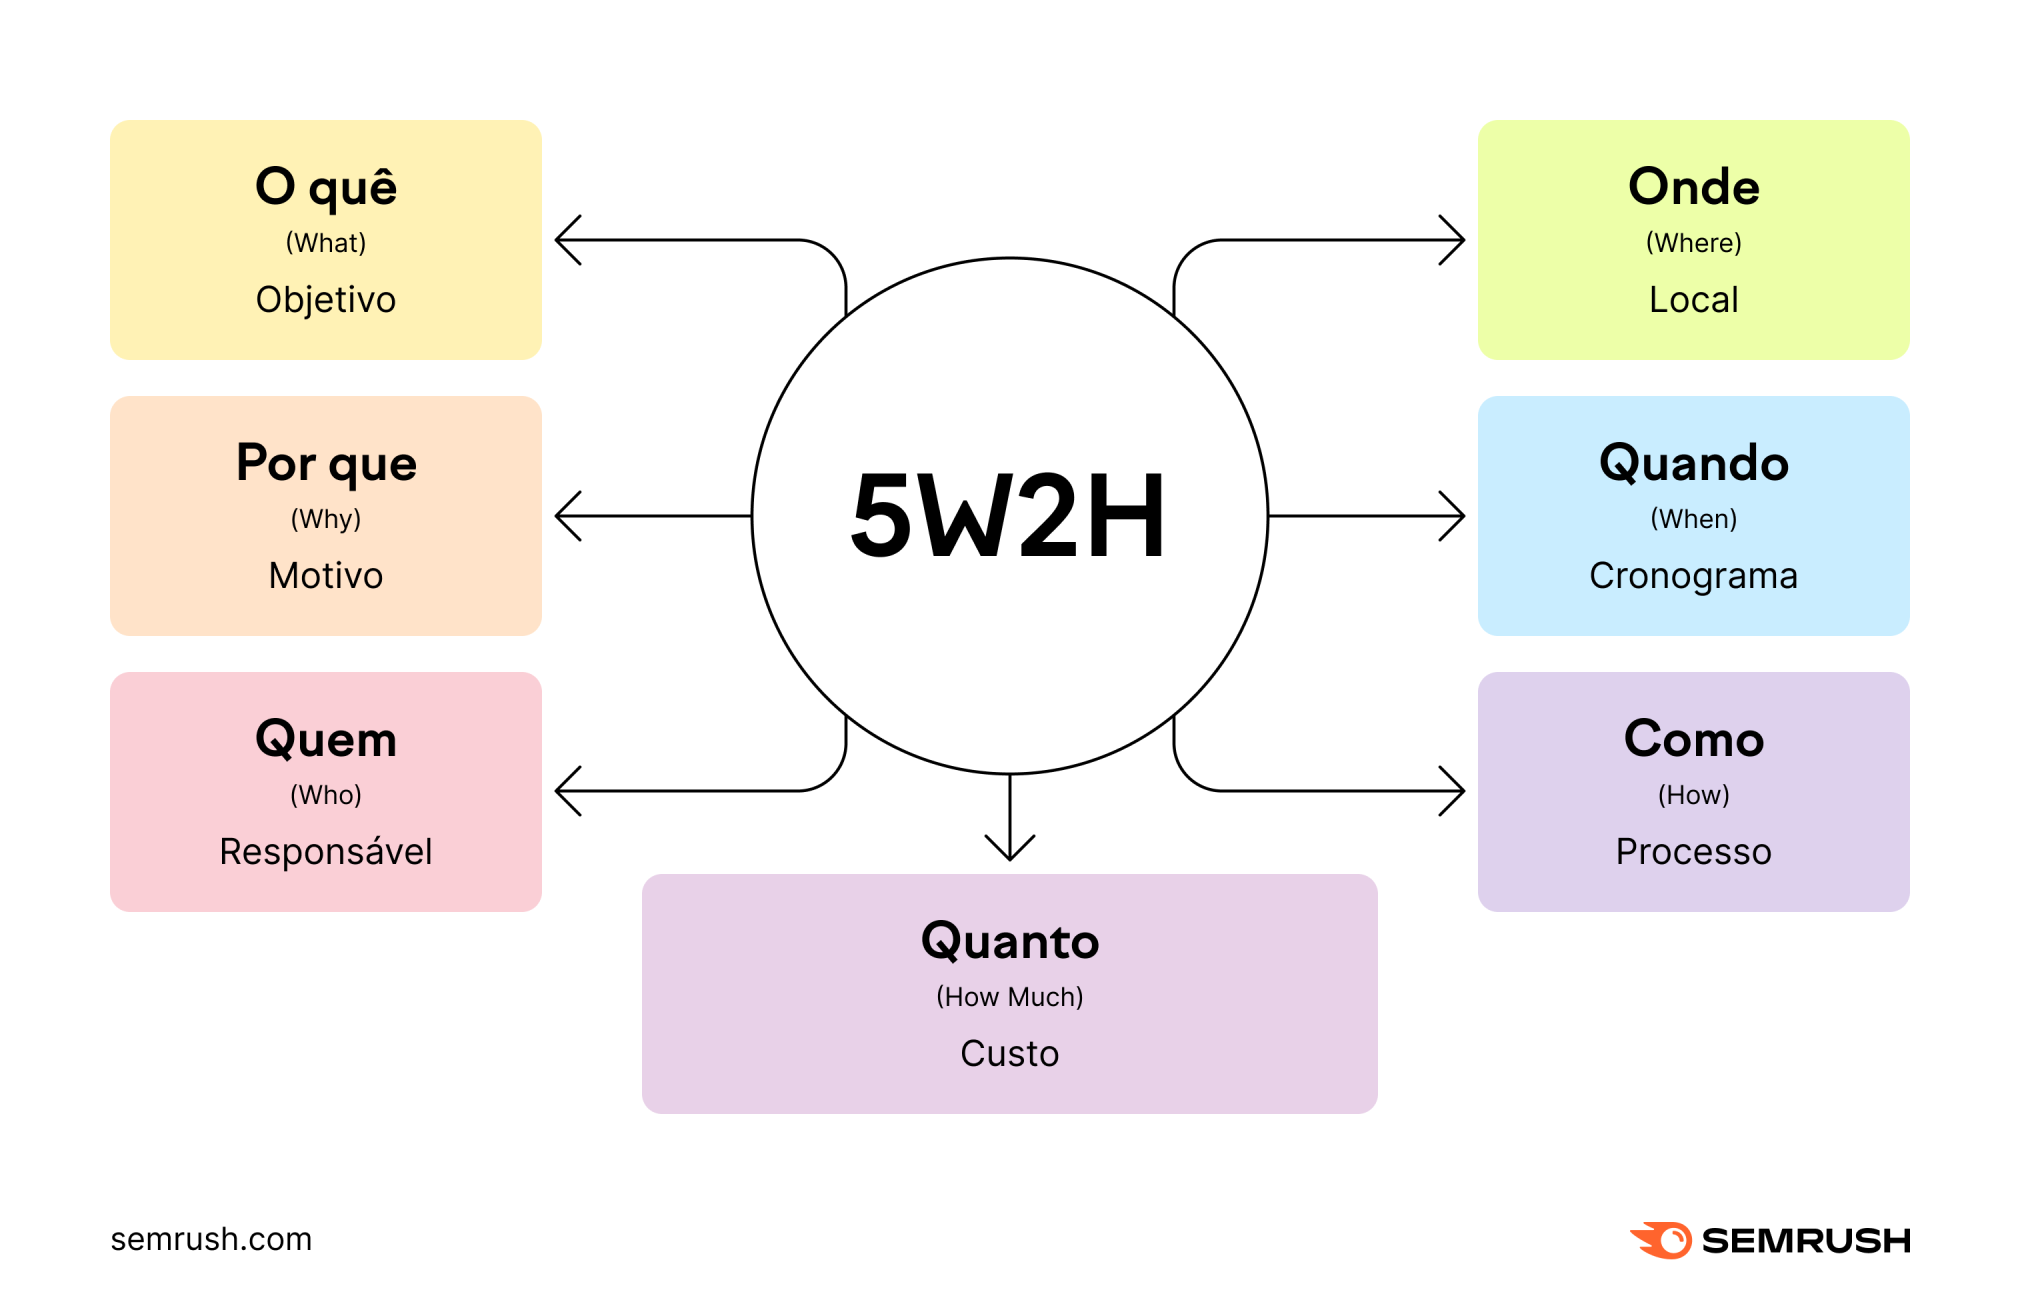 O quê
(What)
Objetivo
Por que
(Why)
Motivo
Quem
(Who)
Responsável
5W2H
Onde
(Where)
Local
Quando
(When)
Cronograma
Como
(How)
Processo
Quanto
(How Much)
Custo
semrush.com
SEMRUSH